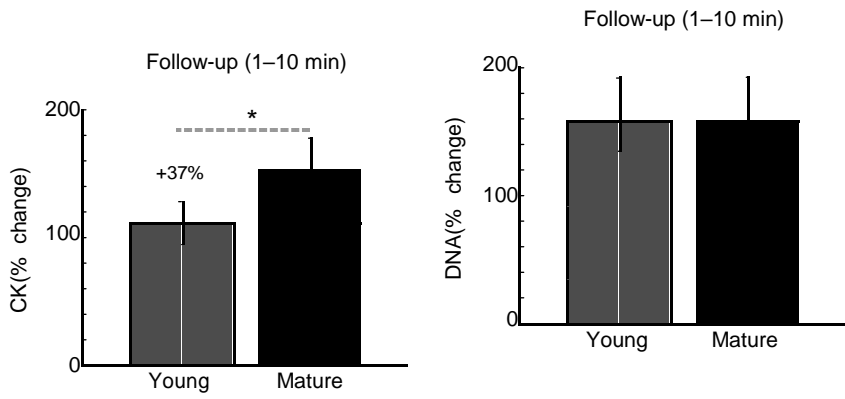 Follow-up (1–10 min)
200
*
+37%
100
0
CK(% change)
Young Mature
Follow-up (1–10 min)
200
100
0
DNA(% change)
Young Mature